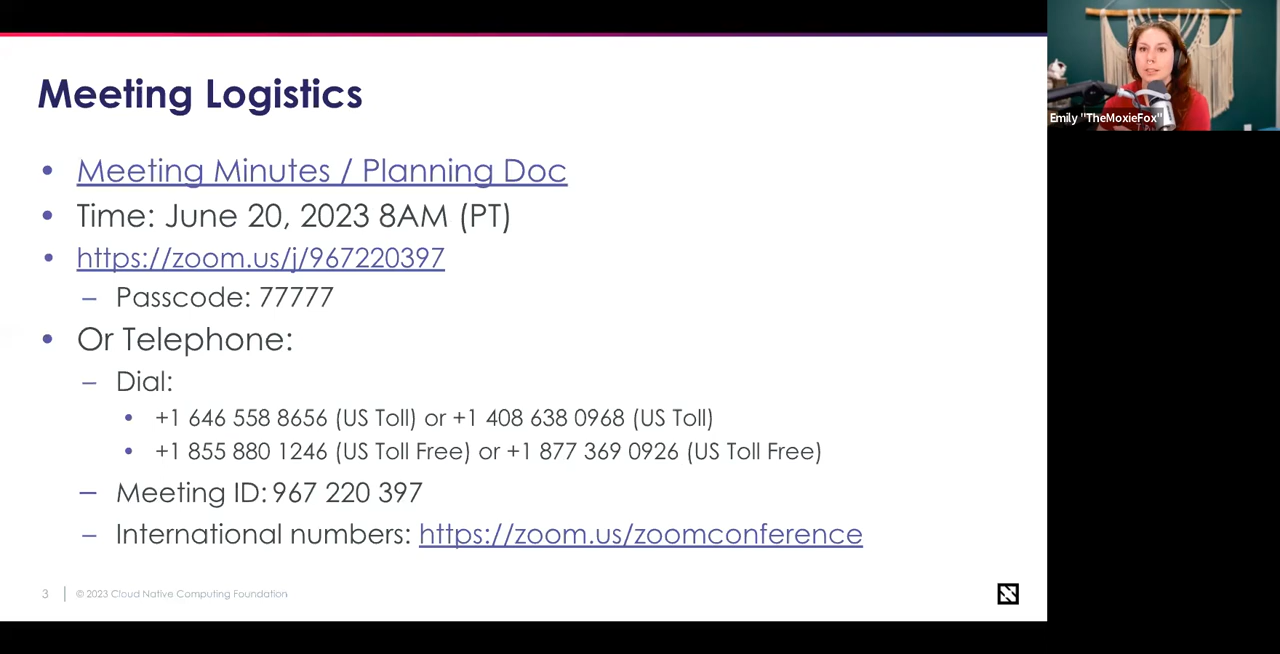 Meeting Logistics
• Meeting Minutes / Planning Doc
• Time: June 20, 2023 8AM (PT)
• https://zoom.us/j/967220397
– Passcode: 77777
• Or Telephone:
– Dial:
• +1 646 558 8656 (US Toll) or +1 408 638 0968 (US Toll)
• +1 855 880 1246 (US Toll Free) or +1 877 369 0926 (US Toll Free)
– Meeting ID: 967 220 397
– International numbers: https://zoom.us/zoomconference
3 | © 2023 Cloud Native Computing Foundation
Emily "TheMoxieFox"